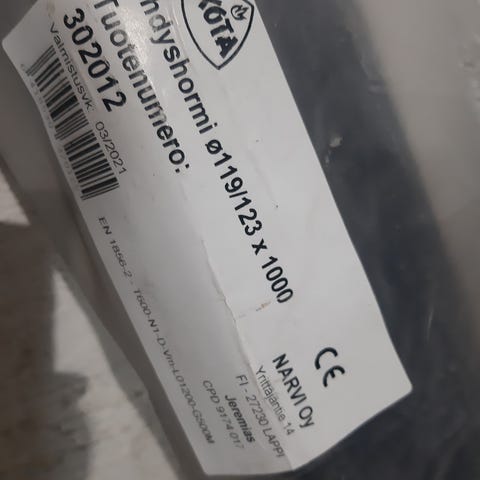 KOTA
ndyshormi ø119/123 x 1000
Tuotenumero:
302012
Valmistusvk. 03/2021
EN 1856-2 - T600-N1-D-Vm-L01200-G500M
CE
NARVI Oy
Yrittäjäntie 14
FI - 27230 LAPPI
Jeremias
CPD 9174 017